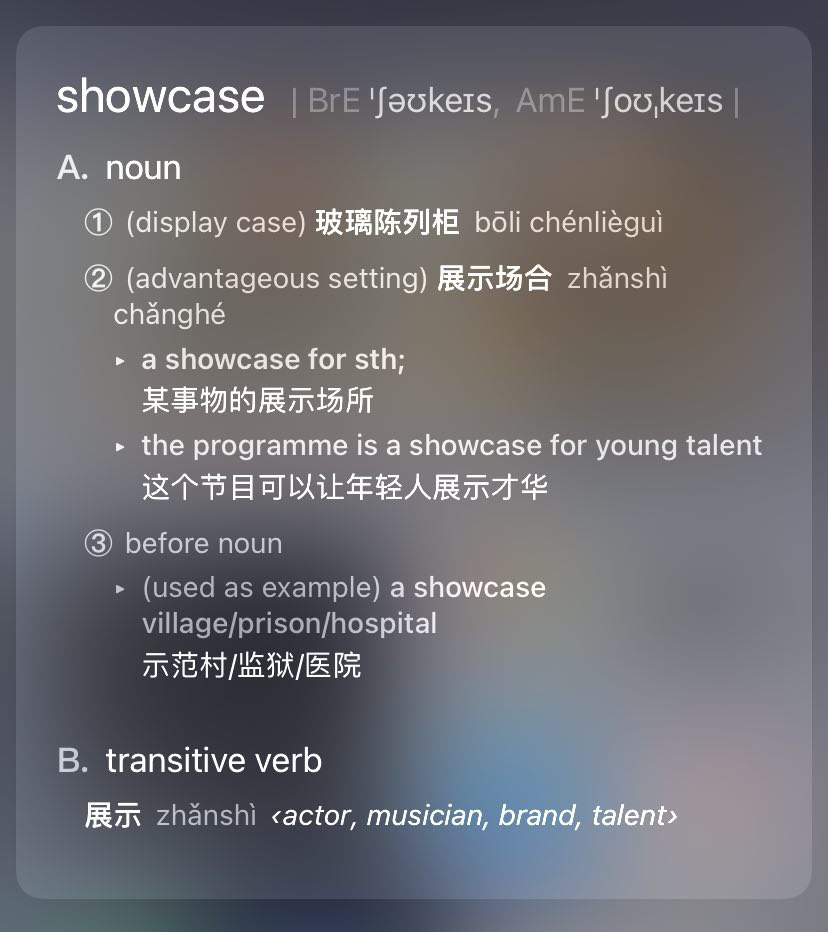 showcase | BrE ˈʃəʊkeɪs, AmE ˈʃoʊˌkeɪs |
A. noun
① (display case) 玻璃陈列柜 bōli chénlièguì
② (advantageous setting) 展示场合 zhǎnshì
chǎnghé
▸ a showcase for sth;
某事物的展示场所
▸ the programme is a showcase for young talent
这个节目可以让年轻人展示才华
③ before noun
▸ (used as example) a showcase
village/prison/hospital
示范村/监狱/医院
B. transitive verb
展示 zhǎnshì ‹actor, musician, brand, talent›